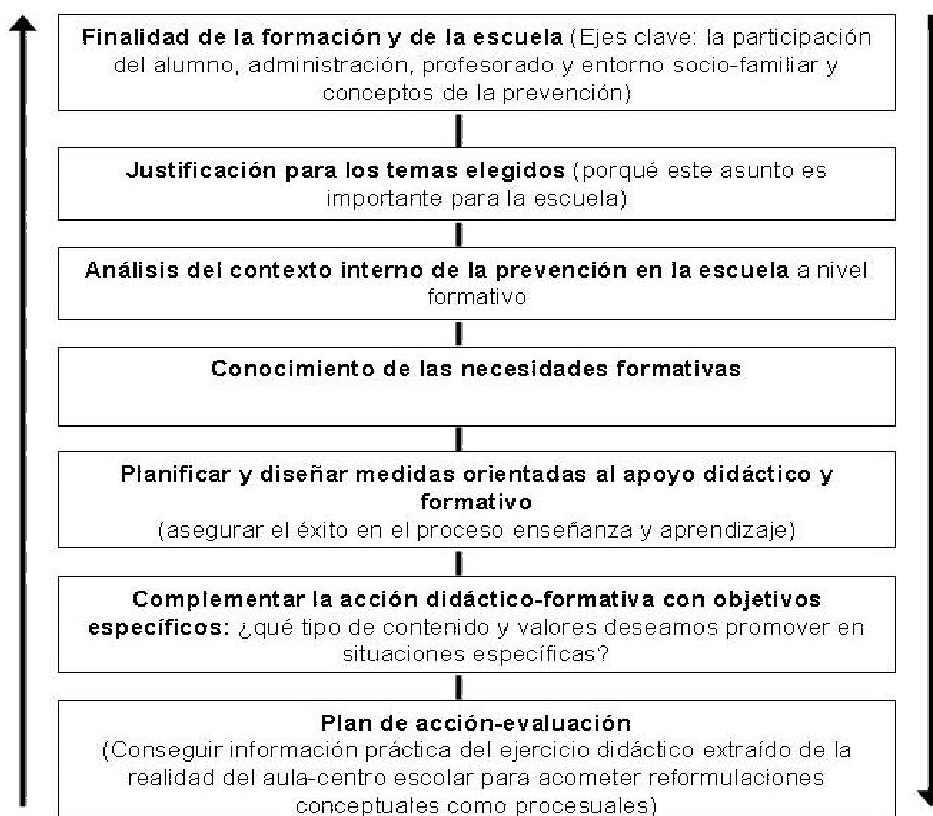 Finalidad de la formación y de la escuela (Ejes clave: la participación
del alumno, administración, profesorado y entorno socio-familiar y
conceptos de la prevención)
Justificación para los temas elegidos (porqué este asunto es
importante para la escuela)
Análisis del contexto interno de la prevención en la escuela a nivel
formativo
Conocimiento de las necesidades formativas
Planificar y diseñar medidas orientadas al apoyo didáctico y
formativo
(asegurar el éxito en el proceso enseñanza y aprendizaje)
Complementar la acción didáctico-formativa con objetivos
específicos: ¿qué tipo de contenido y valores deseamos promover en
situaciones específicas?
Plan de acción-evaluación
(Conseguir información práctica del ejercicio didáctico extraído de la
realidad del aula-centro escolar para acometer reformulaciones
conceptuales como procesuales)